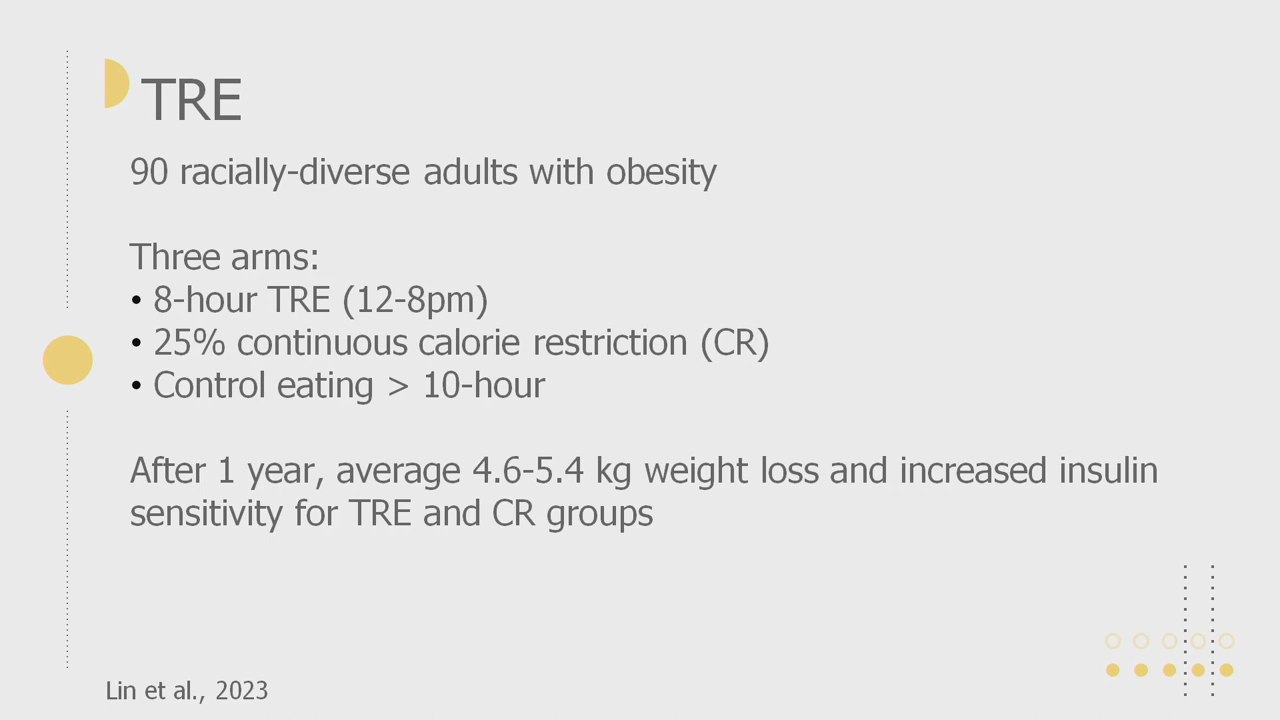 TRE
90 racially-diverse adults with obesity
Three arms:
• 8-hour TRE (12-8pm)
• 25% continuous calorie restriction (CR)
• Control eating > 10-hour
After 1 year, average 4.6-5.4 kg weight loss and increased insulin
sensitivity for TRE and CR groups
Lin et al., 2023